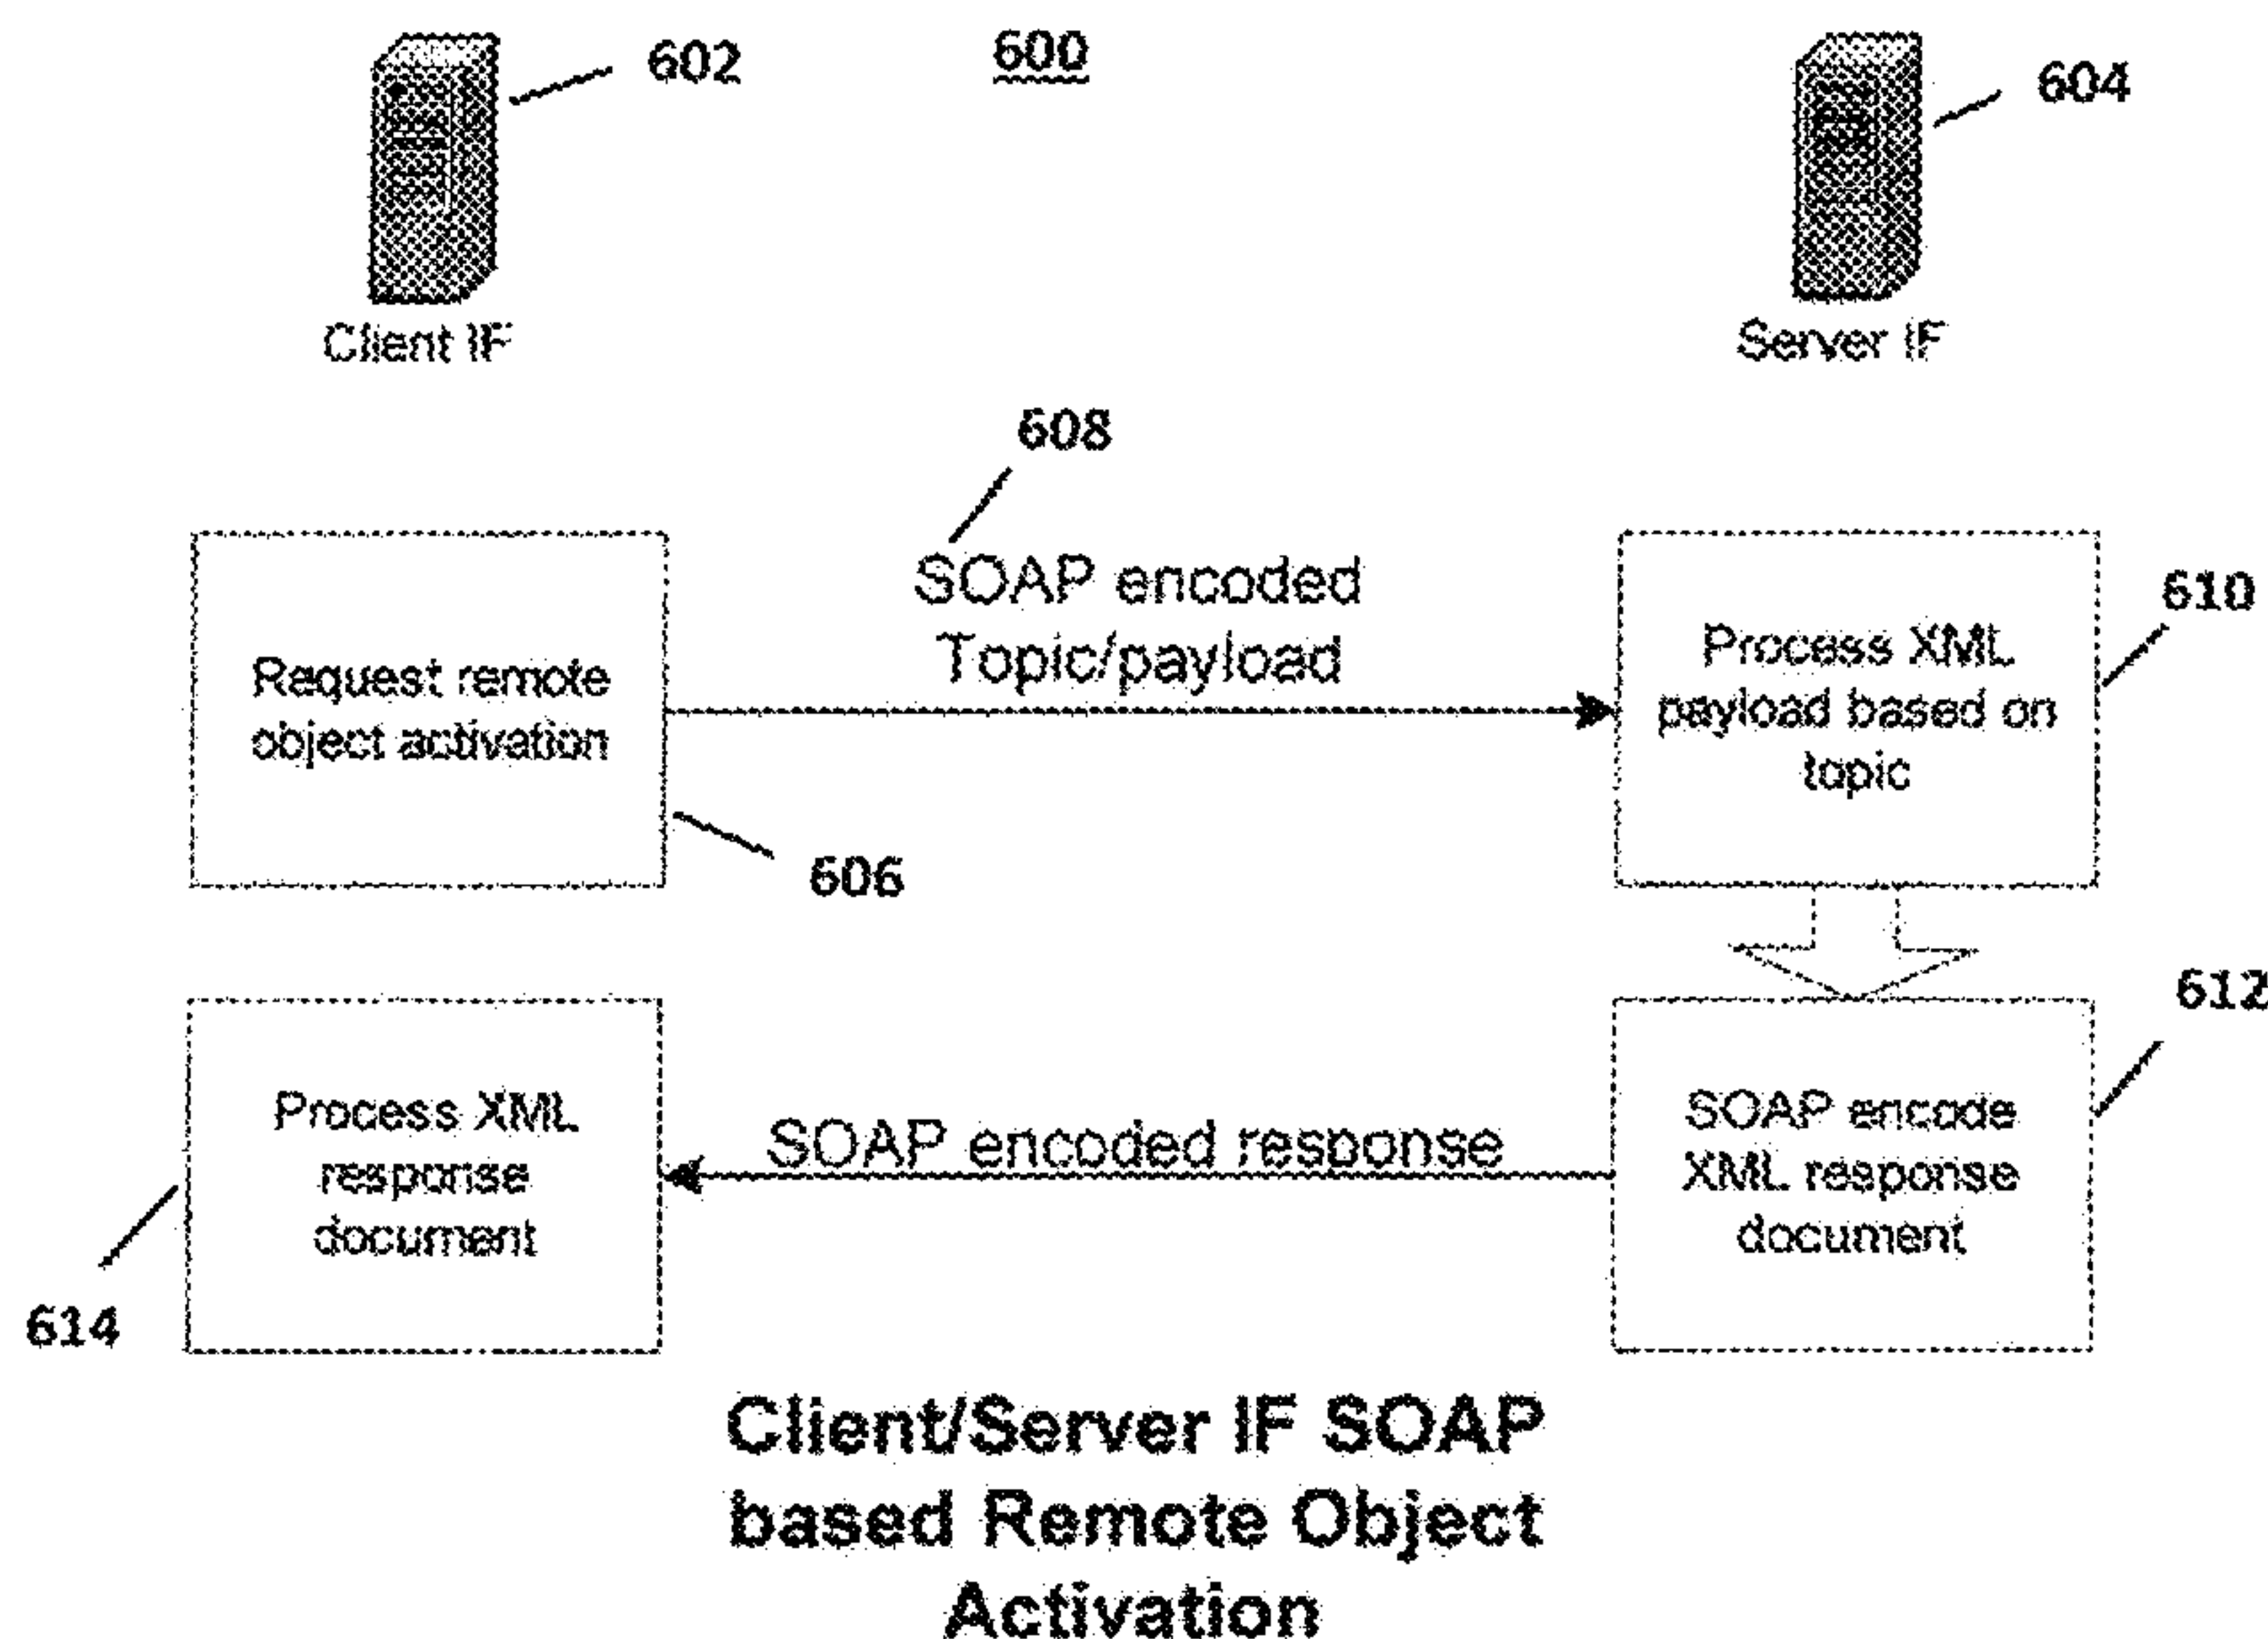 602
600
604
Client IF
Server IF
608
SOAP encoded
Topic/payload
Request remote
object activation
606
Process XML
payload based on
topic
610
612
SOAP encode
XML response
document
SOAP encoded response
Process XML
response
document
614
Client/Server IF SOAP
based Remote Object
Activation